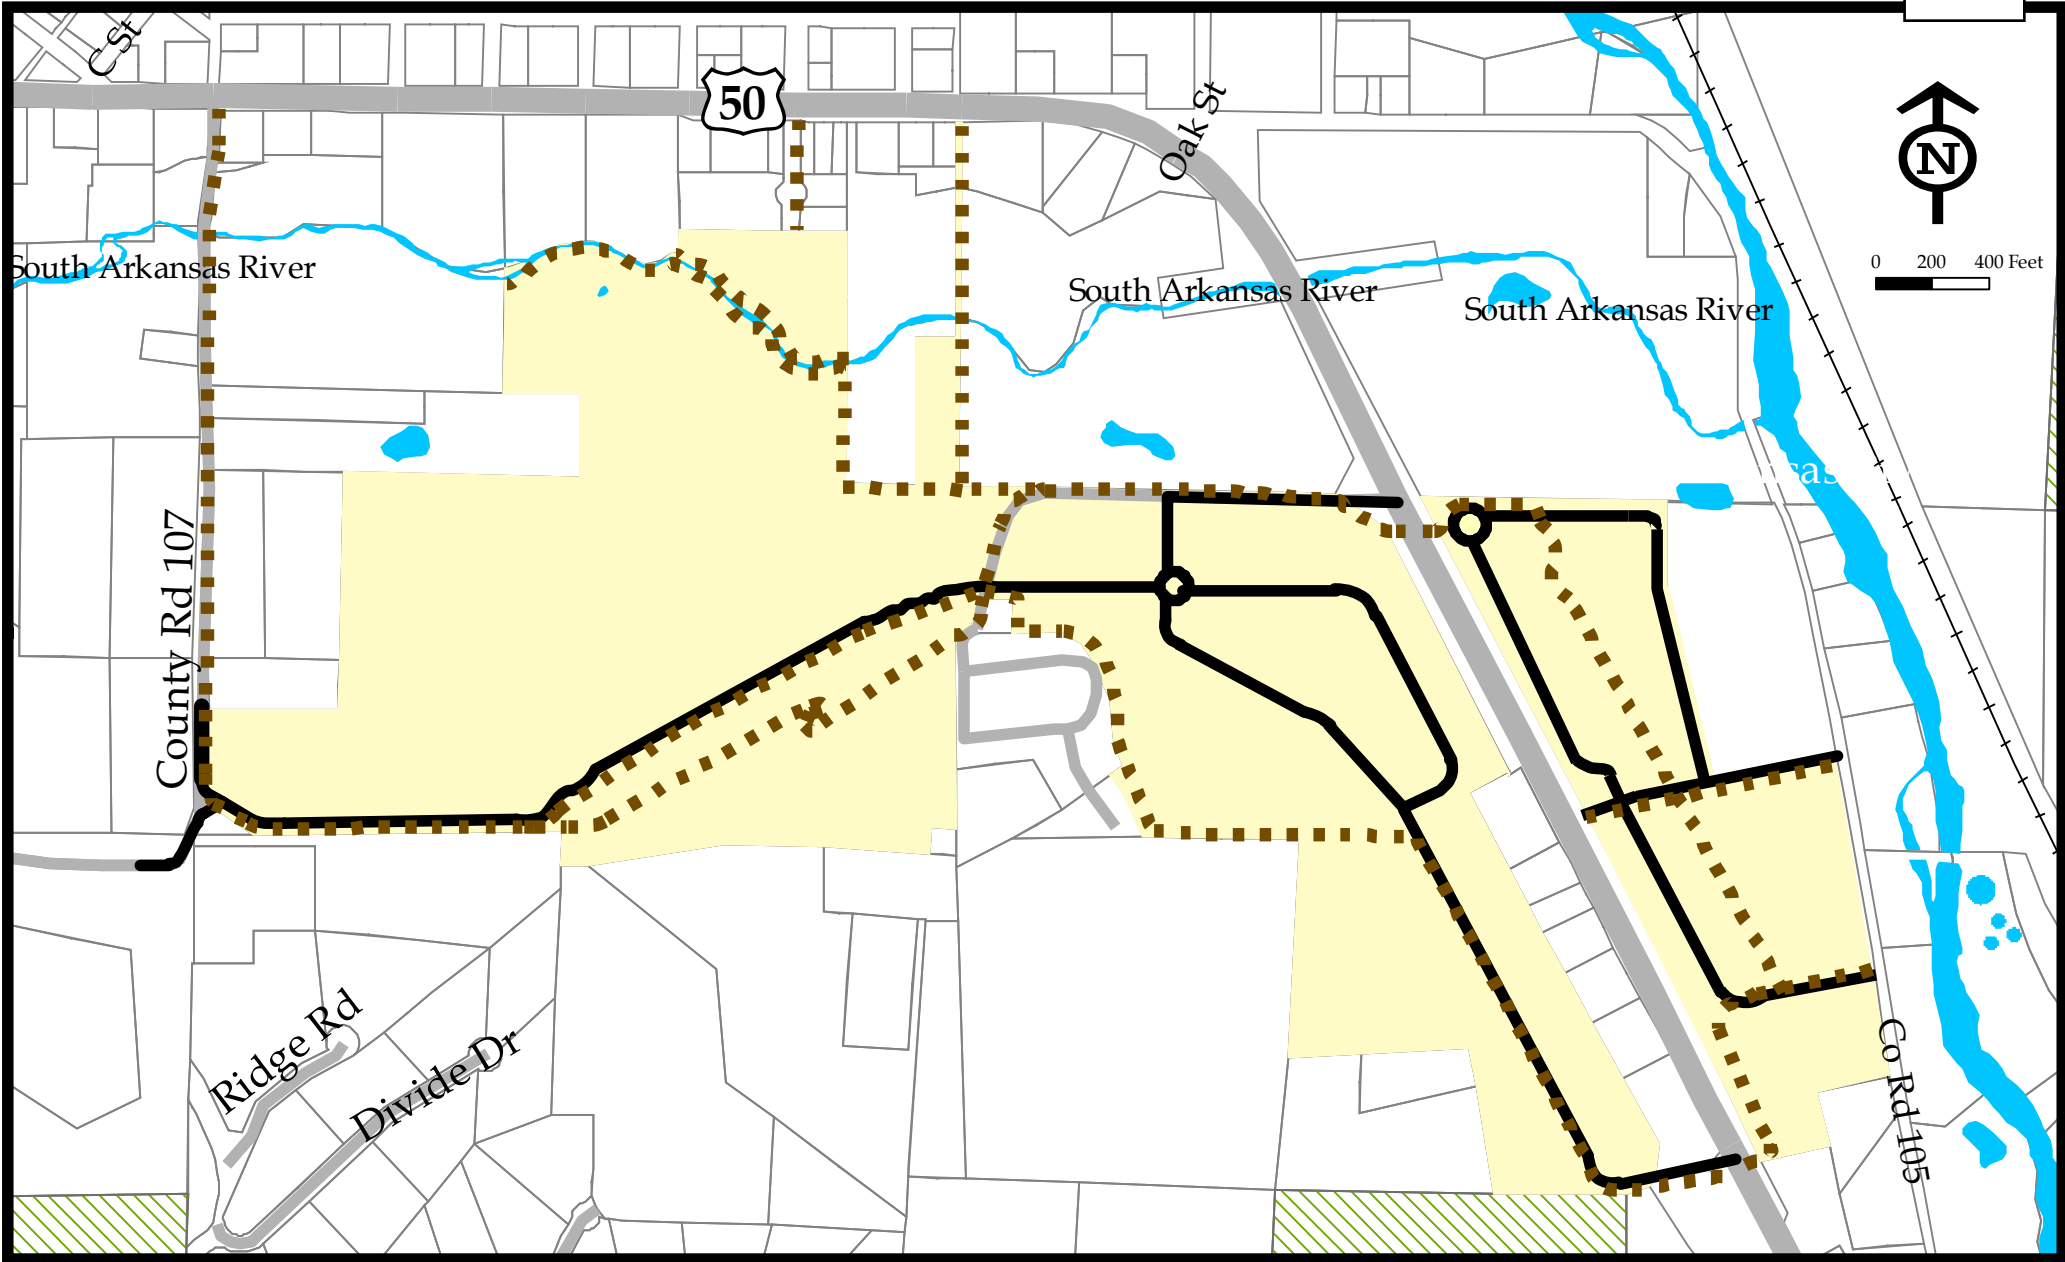 C St
50
Oak St
N
0 200 400 Feet
South Arkansas River
South Arkansas River
South Arkansas River
County Rd 107
Ridge Rd
Divide Dr
Co Rd 105